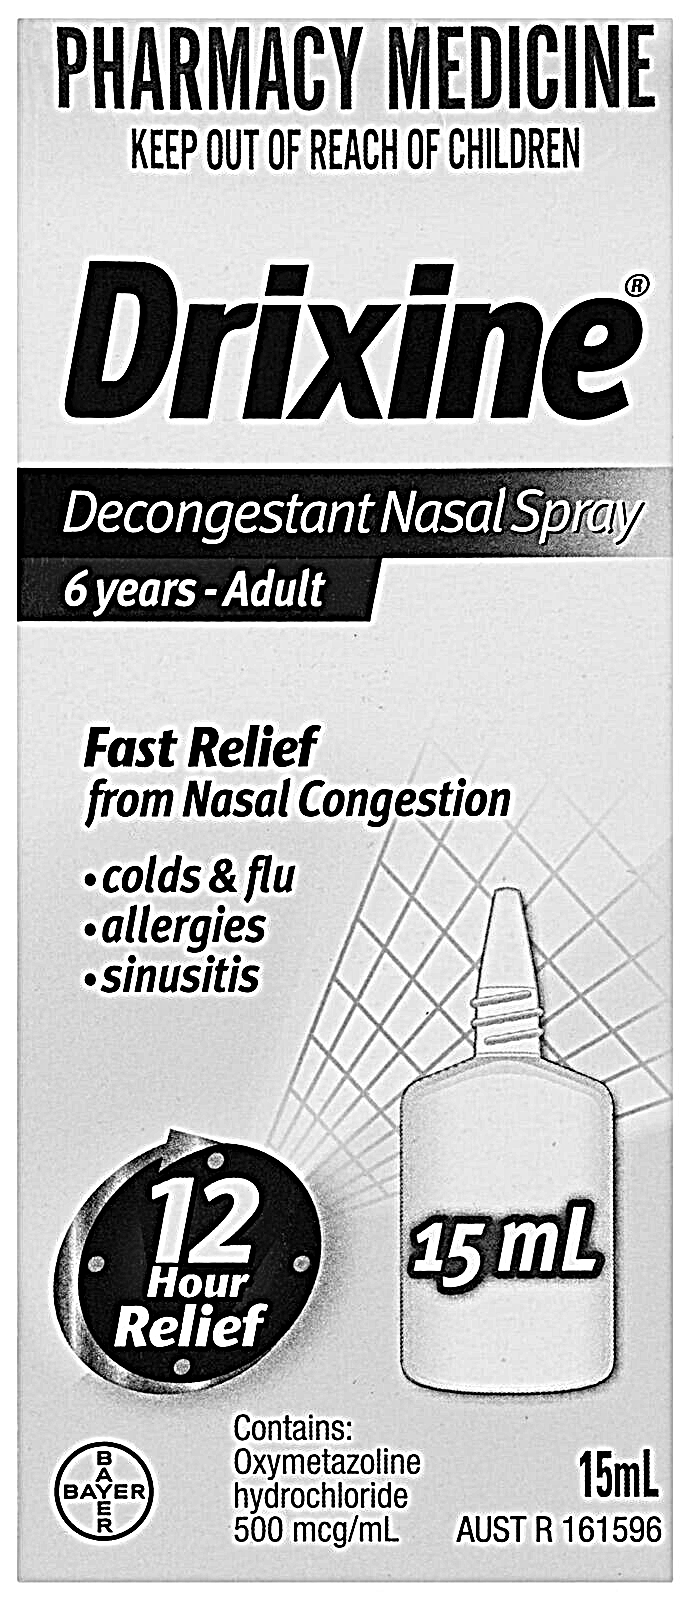 PHARMACY MEDICINE
KEEP OUT OF REACH OF CHILDREN
Drixine®
Decongestant Nasal Spray
6 years - Adult
Fast Relief
from Nasal Congestion
•colds & flu
•allergies
•sinusitis
12
Hour
Relief
15 mL
BAYER
BAYER
Contains:
Oxymetazoline
hydrochloride
500 mcg/mL
15mL
AUST R 161596